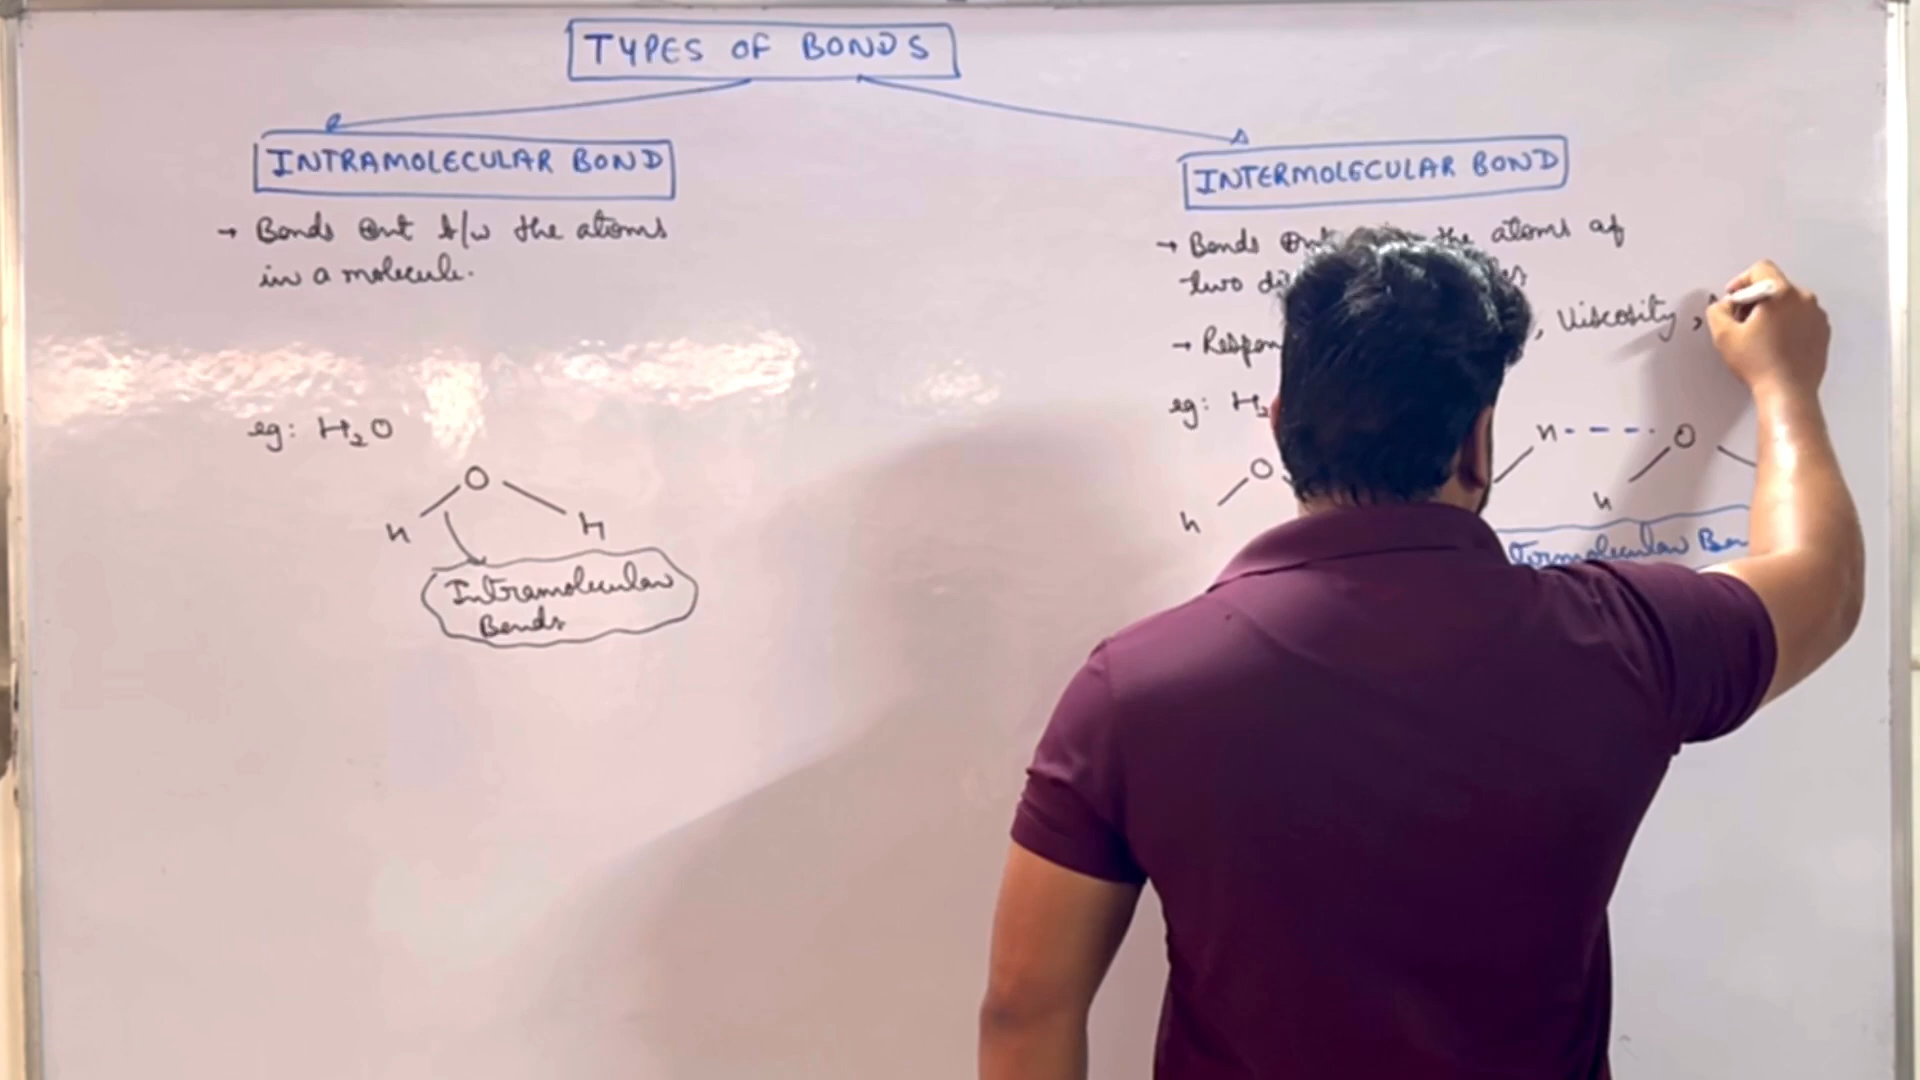 TYPES OF BONDS
INTRAMOLECULAR BOND
→ Bonds b/w the atoms
in a molecule.
eg: H₂O
O
H H
Intramolecular
Bonds
INTERMOLECULAR BOND
→ Bonds the atoms of
two
→ , Viscosity ,
eg: H₂
H - - - - O
O
H
H